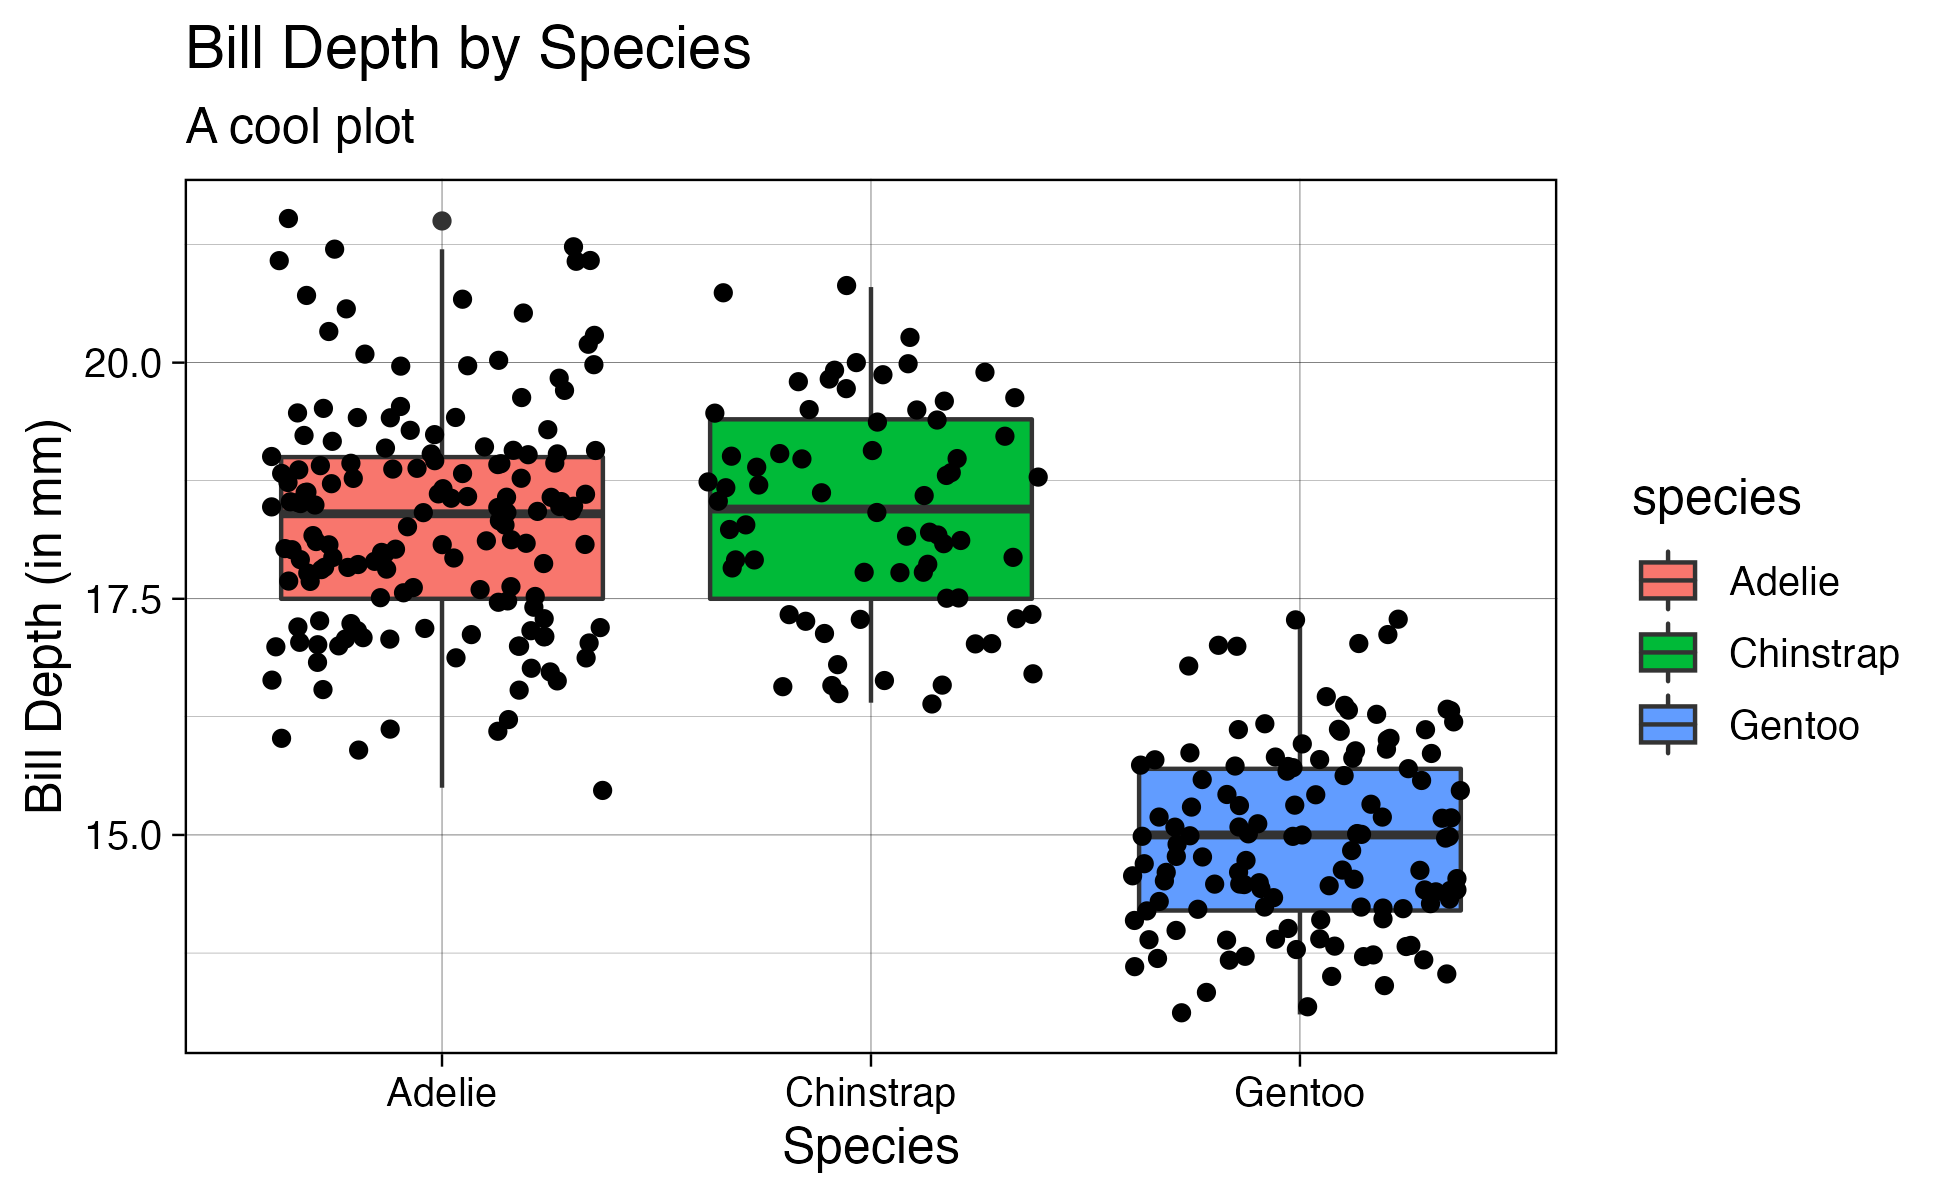 Bill Depth by Species
A cool plot
Bill Depth (in mm)
20.0
17.5
15.0
Adelie
Chinstrap
Gentoo
Species
species
Adelie
Chinstrap
Gentoo